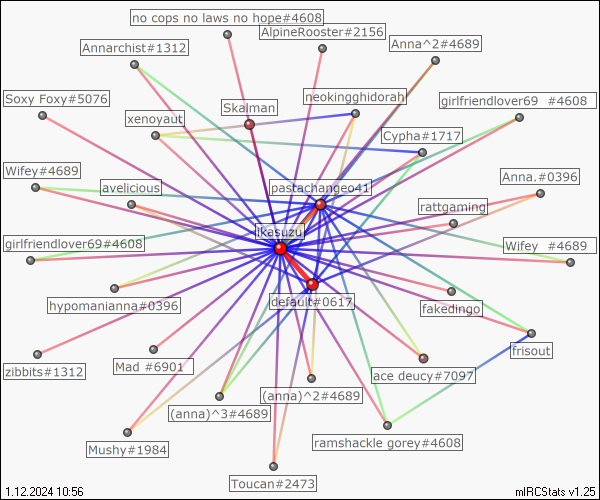 no cops no laws no hope#4608
AlpineRooster#2156
Annarchist#1312
Anna^2#4689
Soxy Foxy#5076
neokingghidorah
girlfriendlover69 #4608
Skalman
xenoyaut
Cypha#1717
Wifey#4689
Anna.#0396
avelicious
pastachangeo41
rattgaming
ikasuzu
girlfriendlover69#4608
Wifey #4689
default#0617
hypomanianna#0396
fakedingo
frisout
zibbits#1312
Mad #6901
ace deucy#7097
(anna)^2#4689
(anna)^3#4689
Mushy#1984
ramshackle gorey#4608
Toucan#2473
1.12.2024 10:56
mIRCStats v1.25